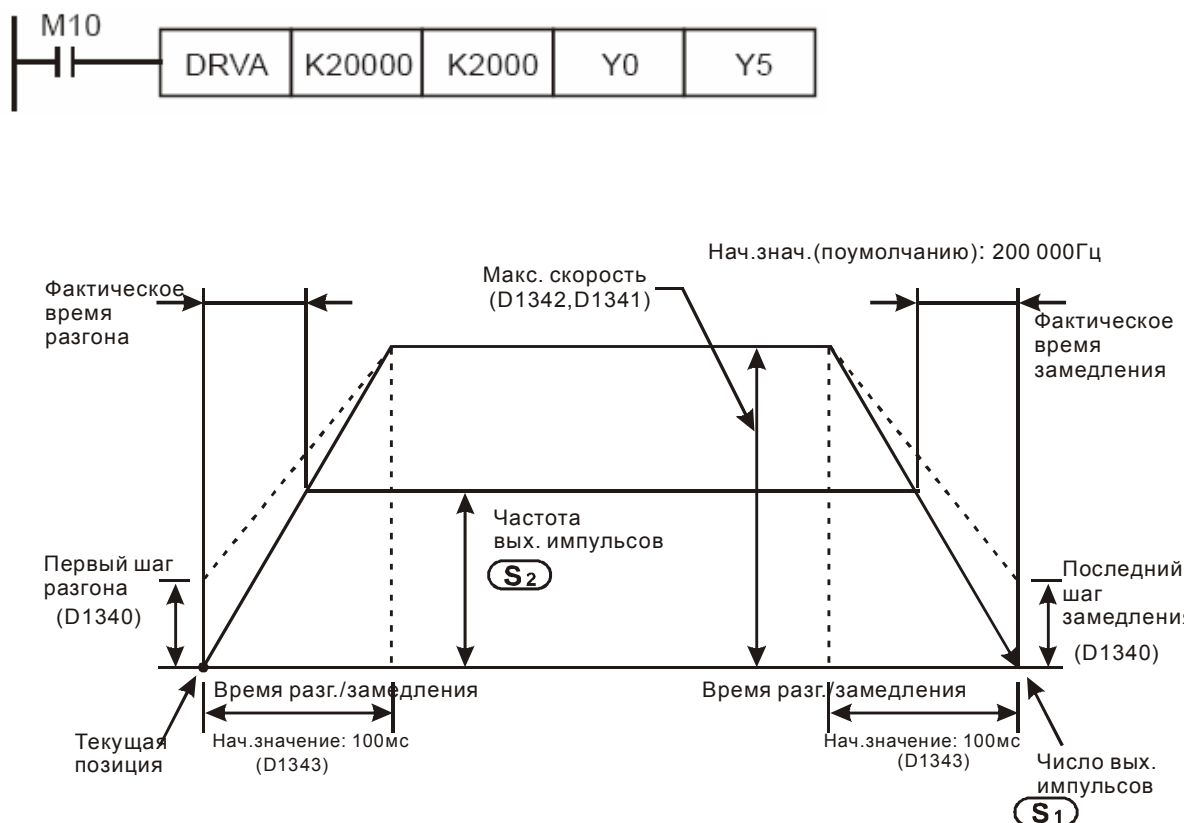 M10
DRVA K20000 K2000 Y0 Y5
Нач.знач.(поумолчанию): 200 000Гц
Макс. скорость
(D1342,D1341)
Фактическое
время
разгона
Фактическое
время
замедления
Частота
вых. импульсов
S2
Первый шаг
разгона
(D1340)
Последний
шаг
замедления
(D1340)
Время разг./замедления
Время разг./замедления
Нач.значение: 100мс
(D1343)
Нач.значение: 100мс
(D1343)
Текущая
позиция
Число вых.
импульсов
S1